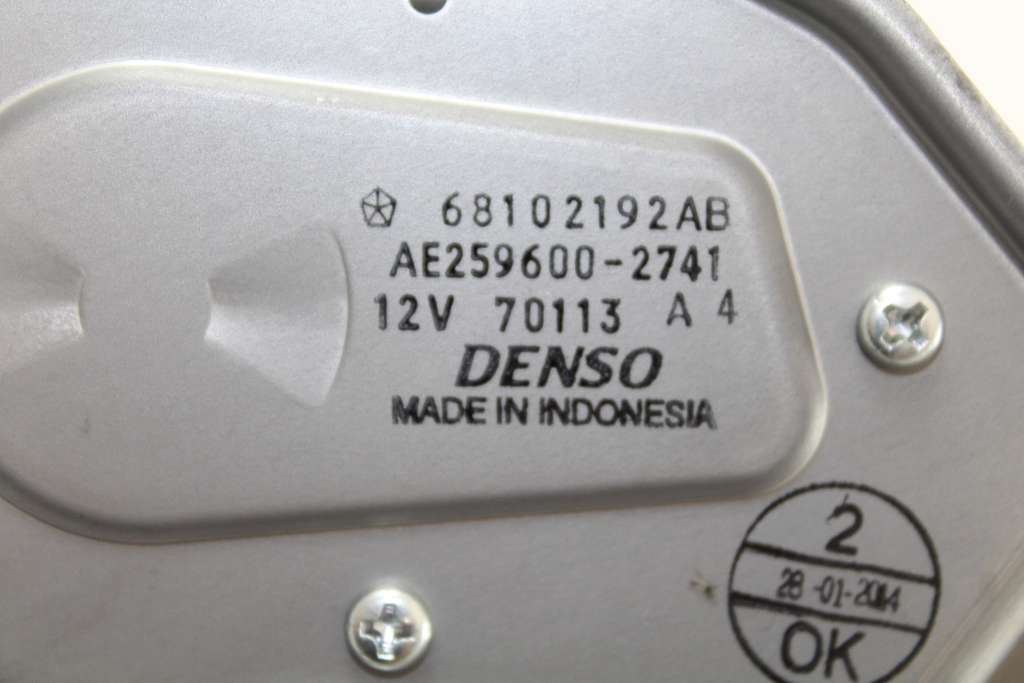 68102192AB
AE259600-2741
12V 70113 A 4
DENSO
MADE IN INDONESIA
2
28-01-2014
OK